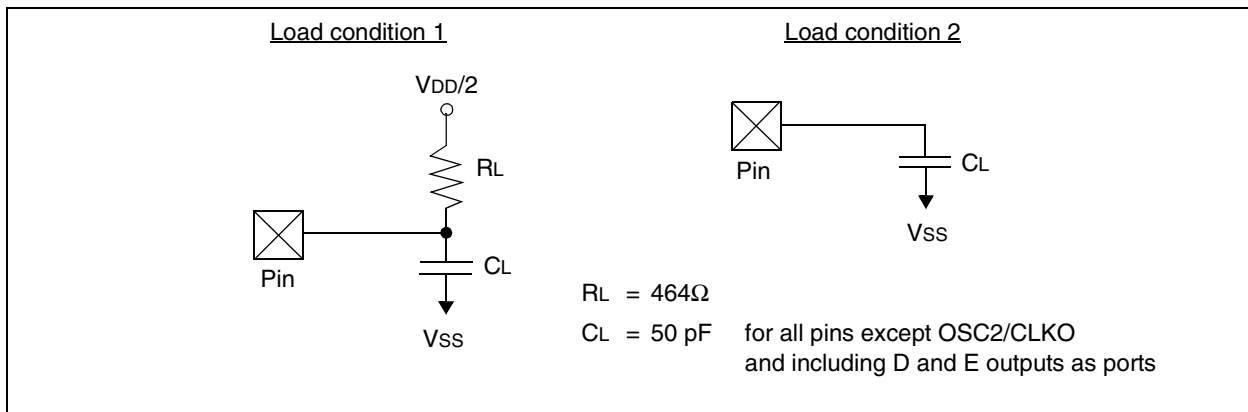 Load condition 1
VDD/2
RL
Pin
CL
VSS
Load condition 2
Pin
CL
VSS
RL = 464Ω
CL = 50 pF for all pins except OSC2/CLKO
and including D and E outputs as ports